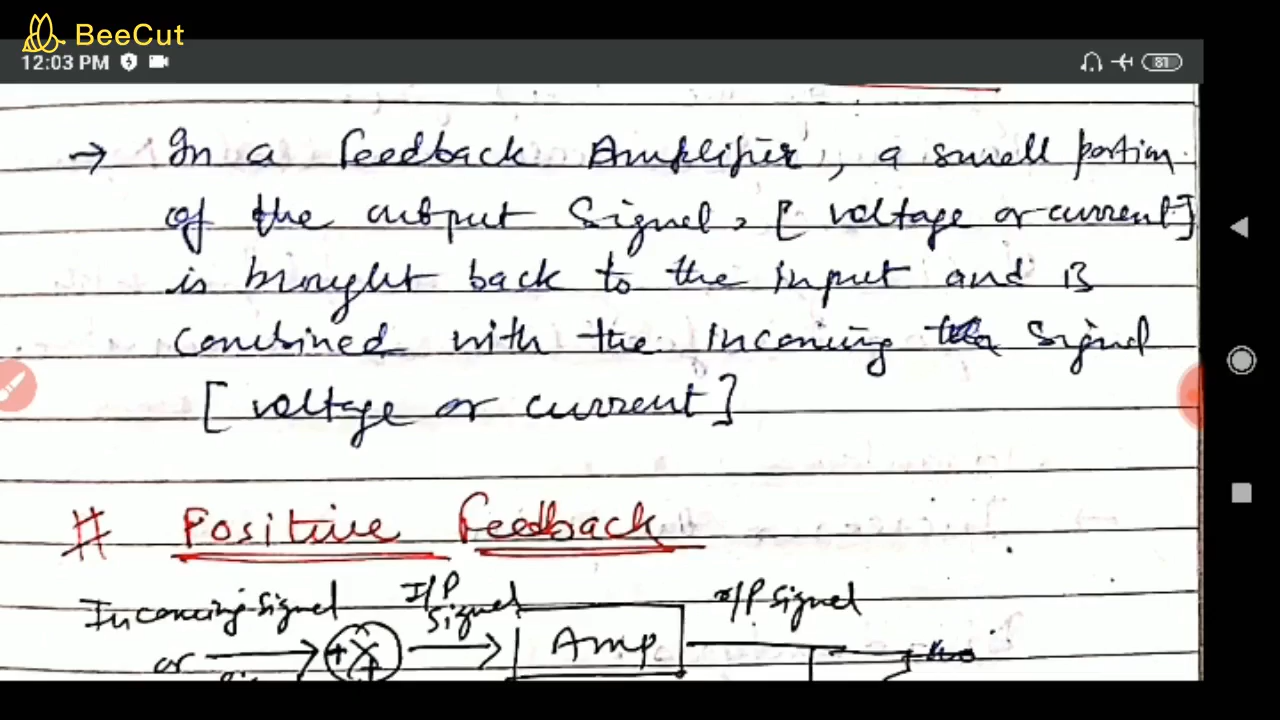 BeeCut
12:03 PM
81
→ In a feedback Amplifier, a small portion
of the output Signal, [voltage or current]
is brought back to the input and is
combined with the incoming signal
[voltage or current]
# Positive feedback
Incoming signal I/P signal O/P signal
or Amp